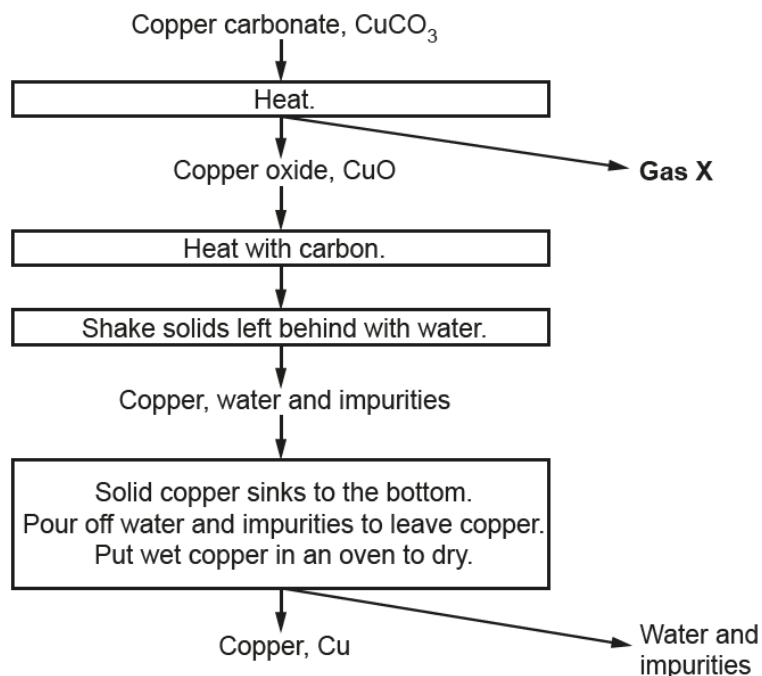 Copper carbonate, CuCO₃
Heat.
Copper oxide, CuO
Gas X
Heat with carbon.
Shake solids left behind with water.
Copper, water and impurities
Solid copper sinks to the bottom.
Pour off water and impurities to leave copper.
Put wet copper in an oven to dry.
Copper, Cu
Water and
impurities